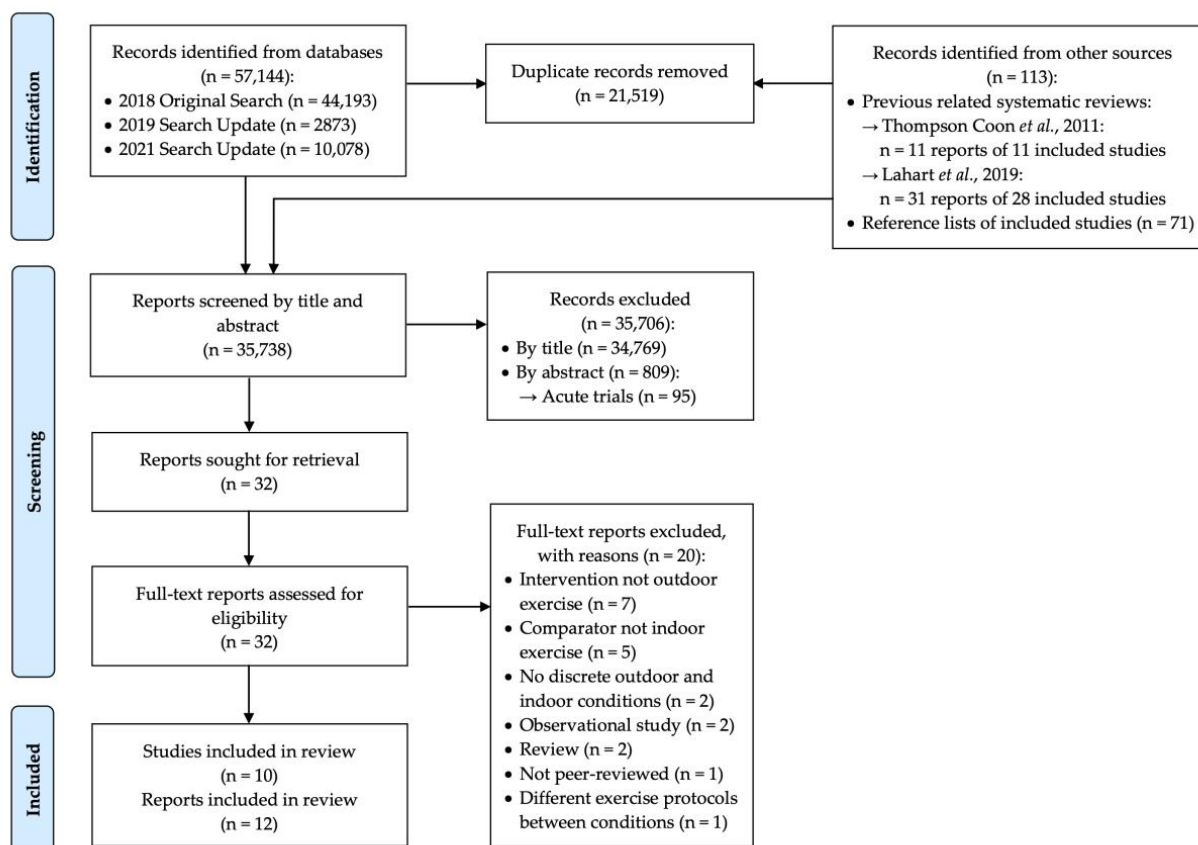 Identification
Records identified from databases
(n = 57,144):
• 2018 Original Search (n = 44,193)
• 2019 Search Update (n = 2873)
• 2021 Search Update (n = 10,078)
Duplicate records removed
(n = 21,519)
Records identified from other sources
(n = 113):
• Previous related systematic reviews:
→ Thompson Coon et al., 2011:
n = 11 reports of 11 included studies
→ Lahart et al., 2019:
n = 31 reports of 28 included studies
• Reference lists of included studies (n = 71)
Screening
Reports screened by title and
abstract
(n = 35,738)
Records excluded
(n = 35,706):
• By title (n = 34,769)
• By abstract (n = 809):
→ Acute trials (n = 95)
Reports sought for retrieval
(n = 32)
Full-text reports assessed for
eligibility
(n = 32)
Full-text reports excluded,
with reasons (n = 20):
• Intervention not outdoor
exercise (n = 7)
• Comparator not indoor
exercise (n = 5)
• No discrete outdoor and
indoor conditions (n = 2)
• Observational study (n = 2)
• Review (n = 2)
• Not peer-reviewed (n = 1)
• Different exercise protocols
between conditions (n = 1)
Included
Studies included in review
(n = 10)
Reports included in review
(n = 12)